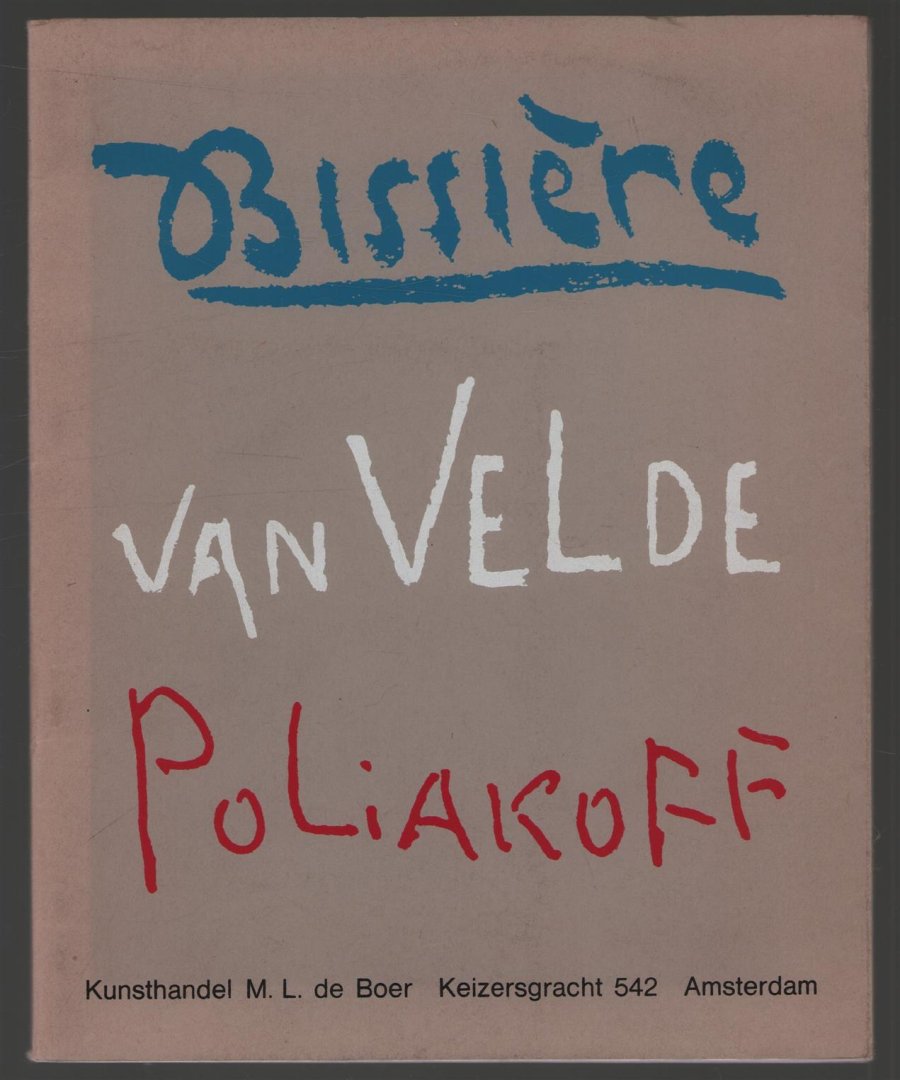 Bissière
VAN VELDE
POLiAKOFF
Kunsthandel M. L. de Boer Keizersgracht 542 Amsterdam